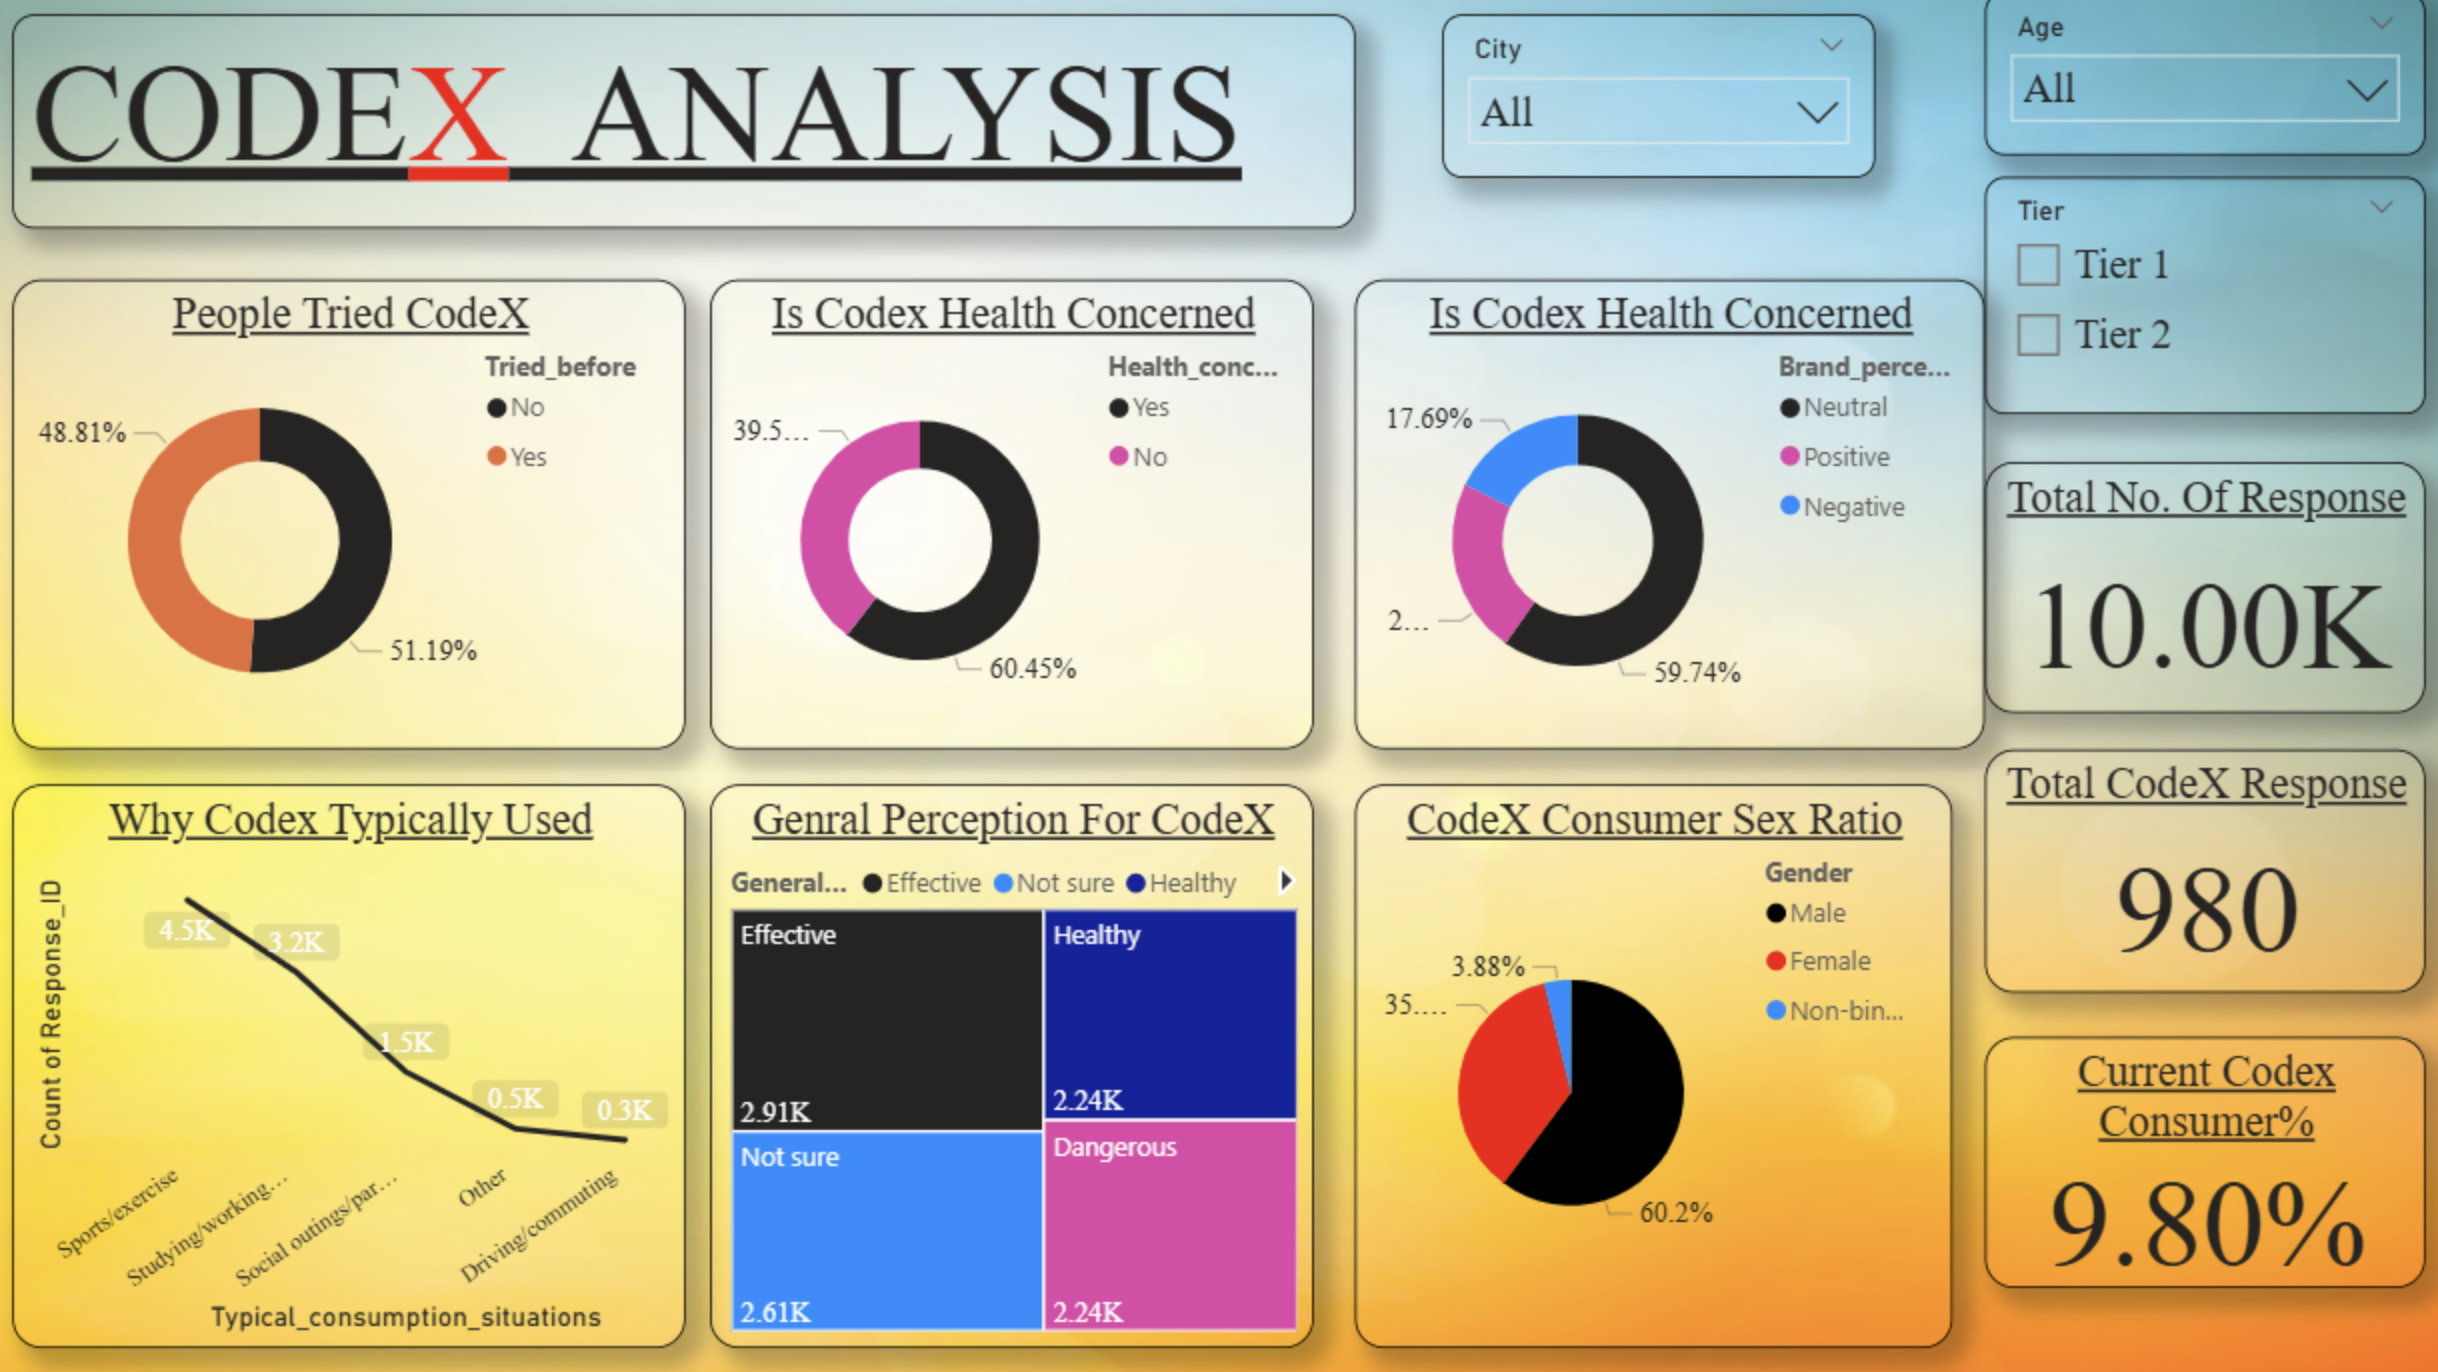 CODEX ANALYSIS
City
All
Age
All
Tier
Tier 1
Tier 2
People Tried CodeX
Tried_before
No
Yes
48.81%
51.19%
Is Codex Health Concerned
Health_conc...
Yes
No
39.5...
60.45%
Is Codex Health Concerned
Brand_perce...
Neutral
Positive
Negative
17.69%
2...
59.74%
Total No. Of Response
10.00K
Total CodeX Response
980
Current Codex
Consumer%
9.80%
Why Codex Typically Used
Count of Response_ID
4.5K
3.2K
1.5K
0.5K
0.3K
Sports/exercise
Studying/working...
Social outings/par...
Other
Driving/commuting
Typical_consumption_situations
Genral Perception For CodeX
General... Effective Not sure Healthy
Effective
2.91K
Healthy
2.24K
Not sure
2.61K
Dangerous
2.24K
CodeX Consumer Sex Ratio
Gender
Male
Female
Non-bin...
3.88%
35....
60.2%